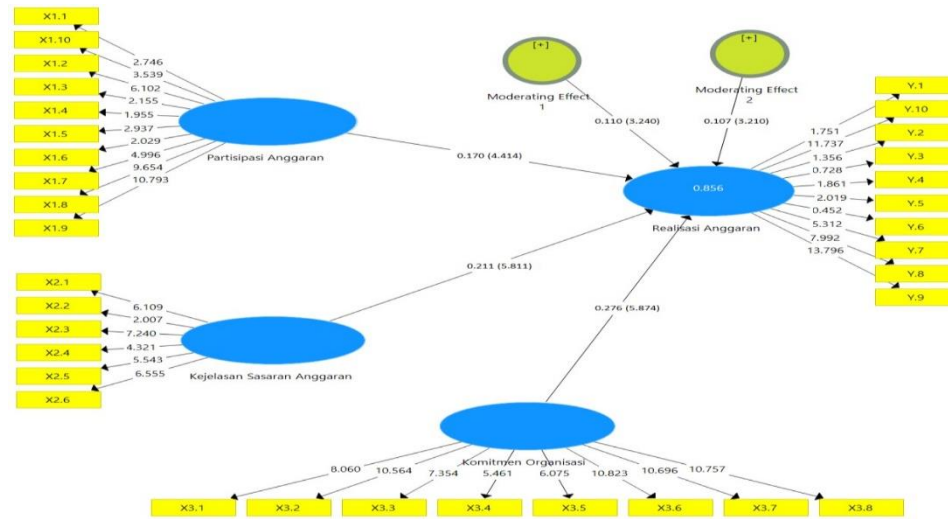 X1.1
X1.10
X1.2
X1.3
X1.4
X1.5
X1.6
X1.7
X1.8
X1.9
2.746
3.539
6.102
2.155
1.955
2.937
2.029
4.996
9.654
10.793
Partisipasi Anggaran
[+]
Moderating Effect
1
[+]
Moderating Effect
2
0.110 (3.240)
0.107 (3.210)
0.170 (4.414)
0.856
Realisasi Anggaran
Y.1
Y.10
Y.2
Y.3
Y.4
Y.5
Y.6
Y.7
Y.8
Y.9
1.751
11.737
1.356
0.728
1.861
2.019
0.452
5.312
7.992
13.796
X2.1
X2.2
X2.3
X2.4
X2.5
X2.6
6.109
2.007
7.240
4.321
5.543
6.555
Kejelasan Sasaran Anggaran
0.211 (5.811)
0.276 (5.874)
Komitmen Organisasi
8.060
10.564
7.354
5.461
6.075
10.823
10.696
10.757
X3.1
X3.2
X3.3
X3.4
X3.5
X3.6
X3.7
X3.8